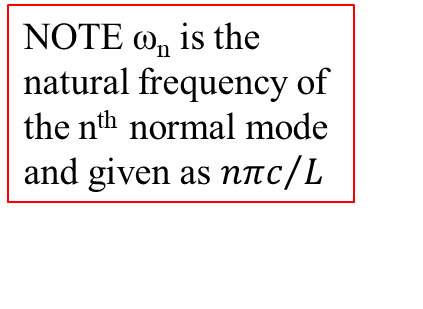 NOTE ωn is the
natural frequency of
the nth normal mode
and given as nπc/L